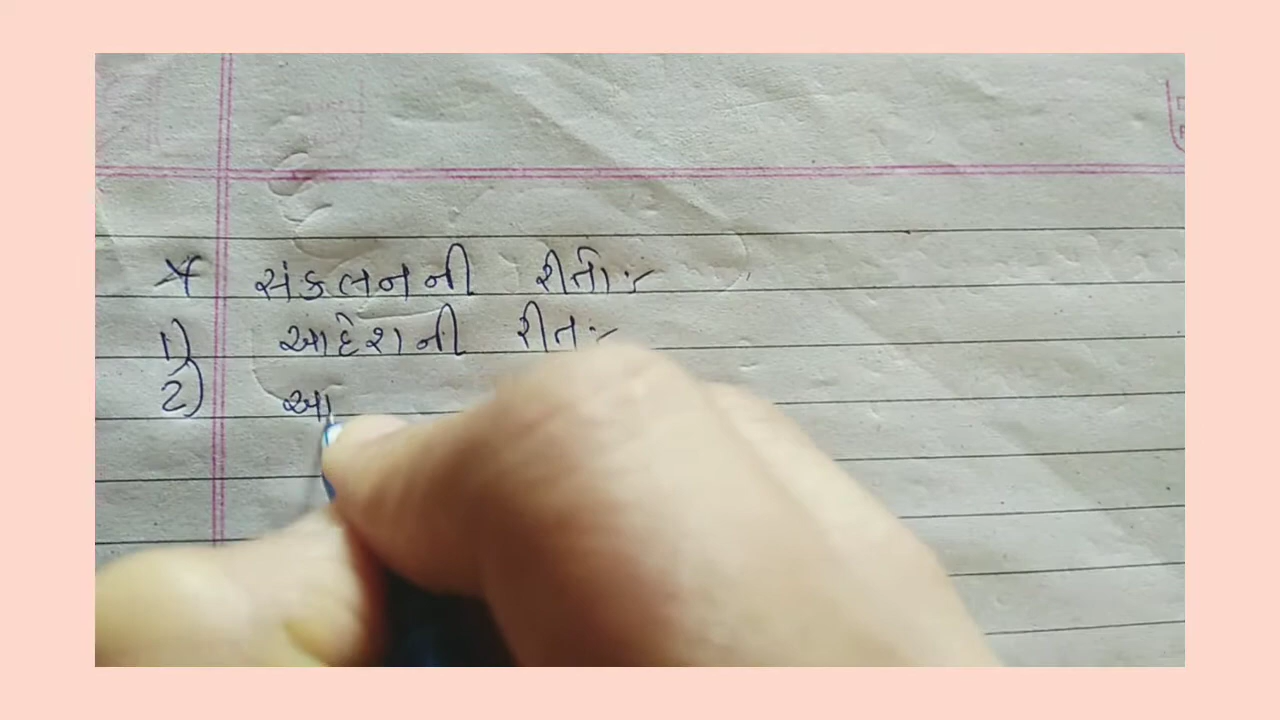 * સંકલનની રીતો :-
1) આદેશની રીત :-
2) આ